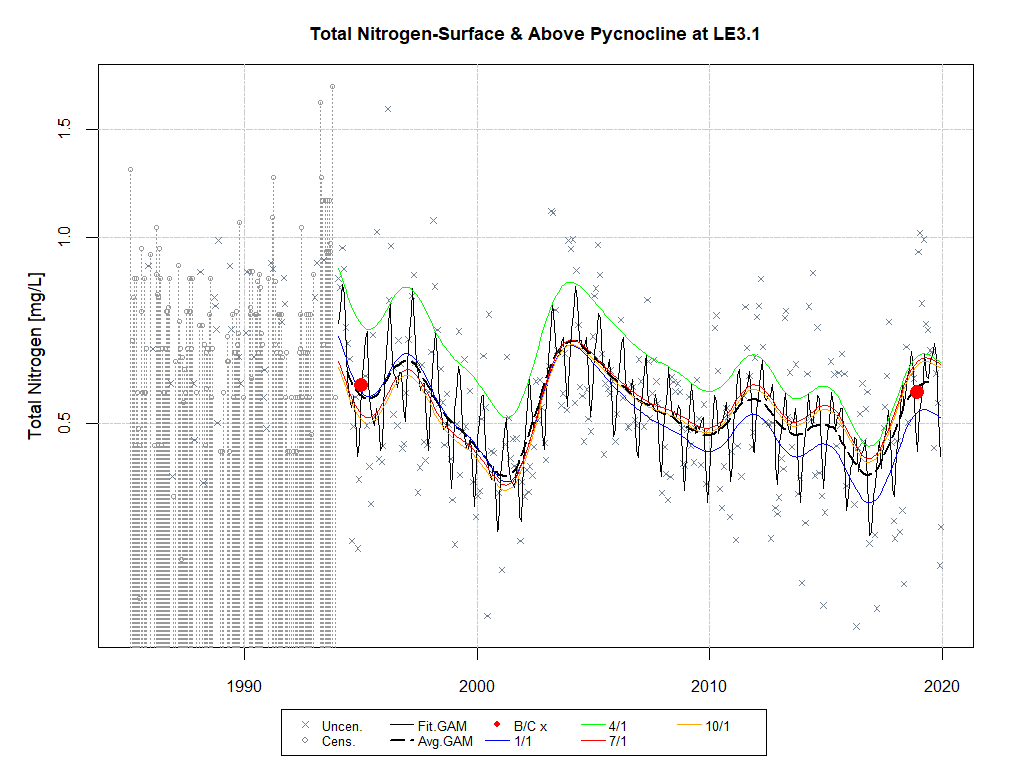 Total Nitrogen-Surface & Above Pycnocline at LE3.1
Total Nitrogen [mg/L]
1.5
1.0
0.5
1990 2000 2010 2020
Uncen. Fit.GAM B/C x 4/1 10/1
Cens. Avg.GAM 1/1 7/1